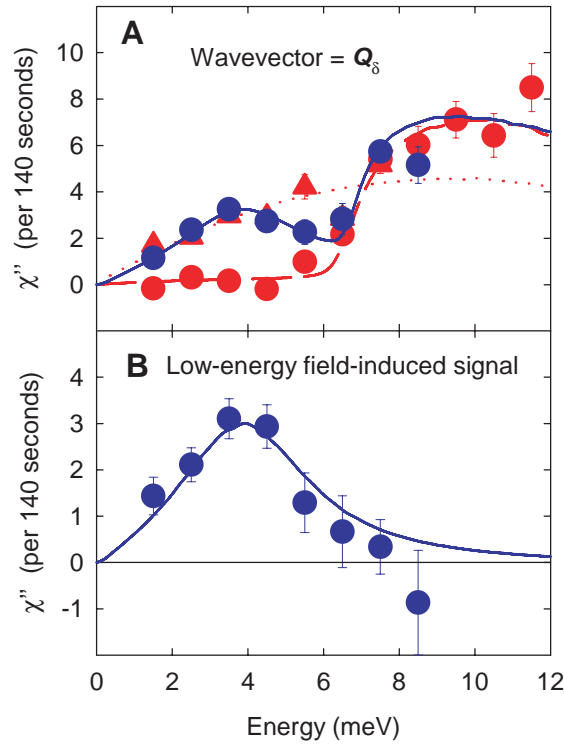 A
Wavevector = Qδ
χ” (per 140 seconds)
10
8
6
4
2
0
B Low-energy field-induced signal
χ” (per 140 seconds)
4
3
2
1
0
-1
0 2 4 6 8 10 12
Energy (meV)